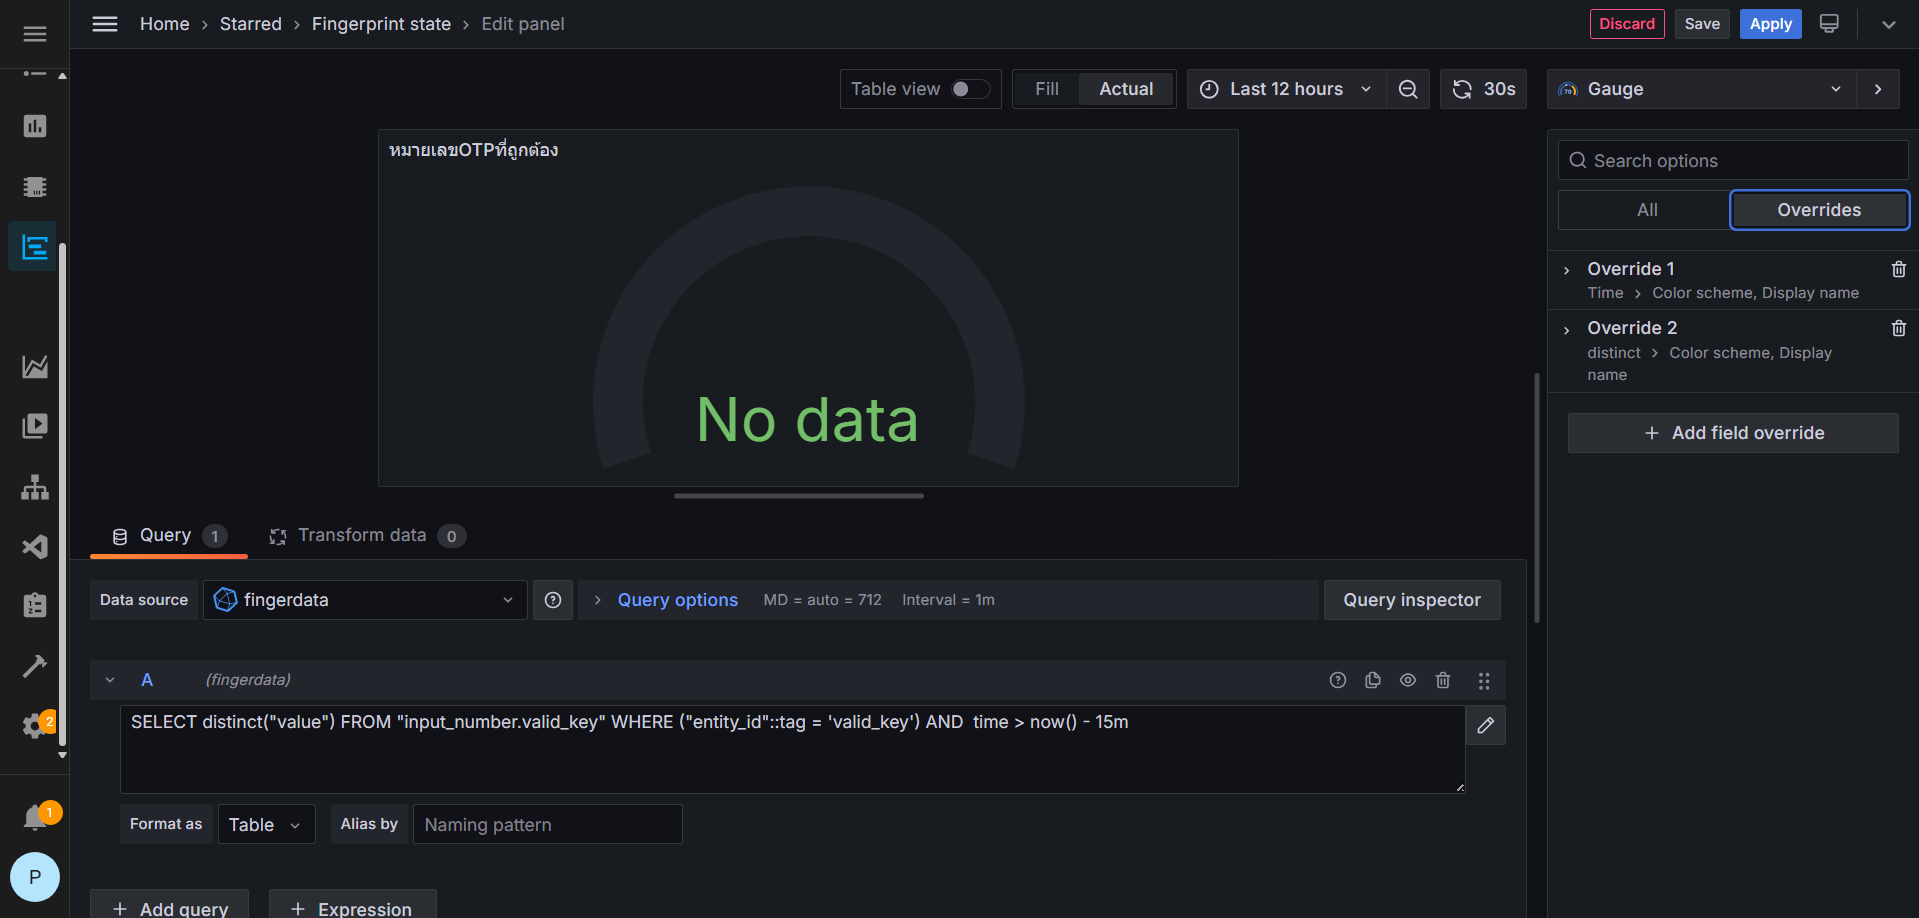 Home › Starred › Fingerprint state › Edit panel
Discard Save Apply
Table view Fill Actual Last 12 hours 30s Gauge
หมายเลขOTPที่ถูกต้อง
No data
Search options
All Overrides
Override 1
Time › Color scheme, Display name
Override 2
distinct › Color scheme, Display
name
+ Add field override
Query 1 Transform data 0
Data source fingerdata Query options MD = auto = 712 Interval = 1m Query inspector
A (fingerdata)
SELECT distinct("value") FROM "input_number.valid_key" WHERE ("entity_id"::tag = 'valid_key') AND  time > now() - 15m
Format as Table Alias by Naming pattern
+ Add query + Expression
2
1
P